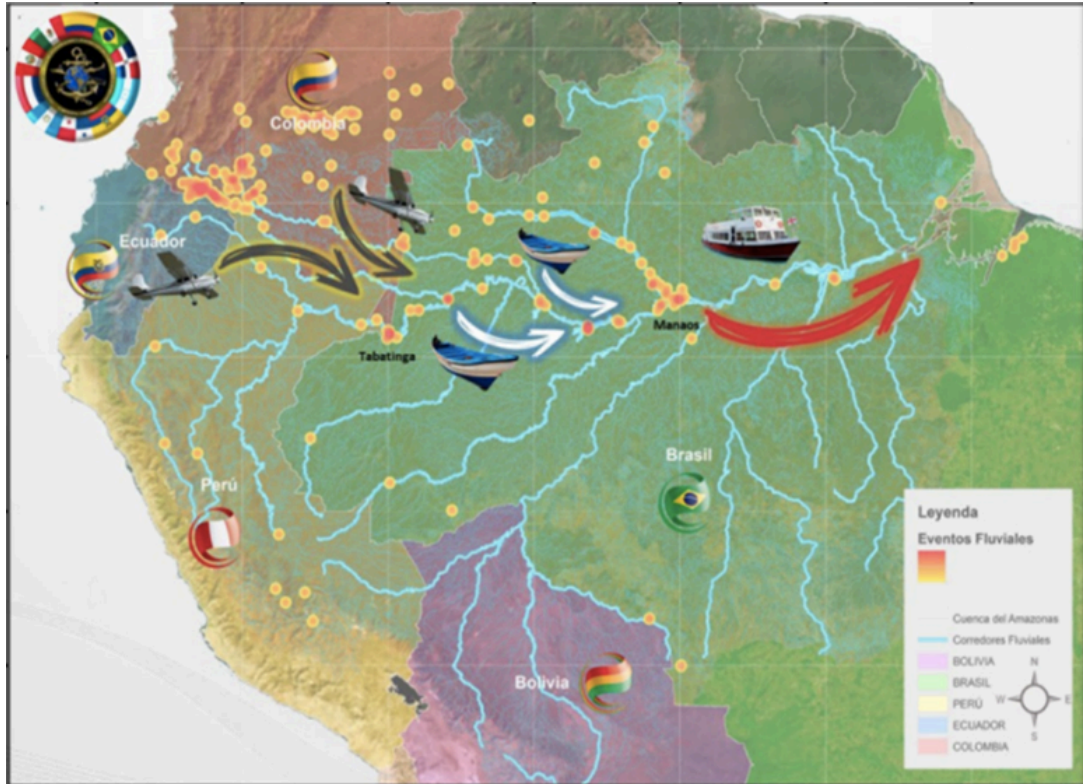 Colombia
Ecuador
Tabatinga
Manaos
Brasil
Perú
Bolivia
Leyenda
Eventos Fluviales
Cuenca del Amazonas
Corredores Fluviales
BOLIVIA
BRASIL
PERÚ
ECUADOR
COLOMBIA
N
W
E
S